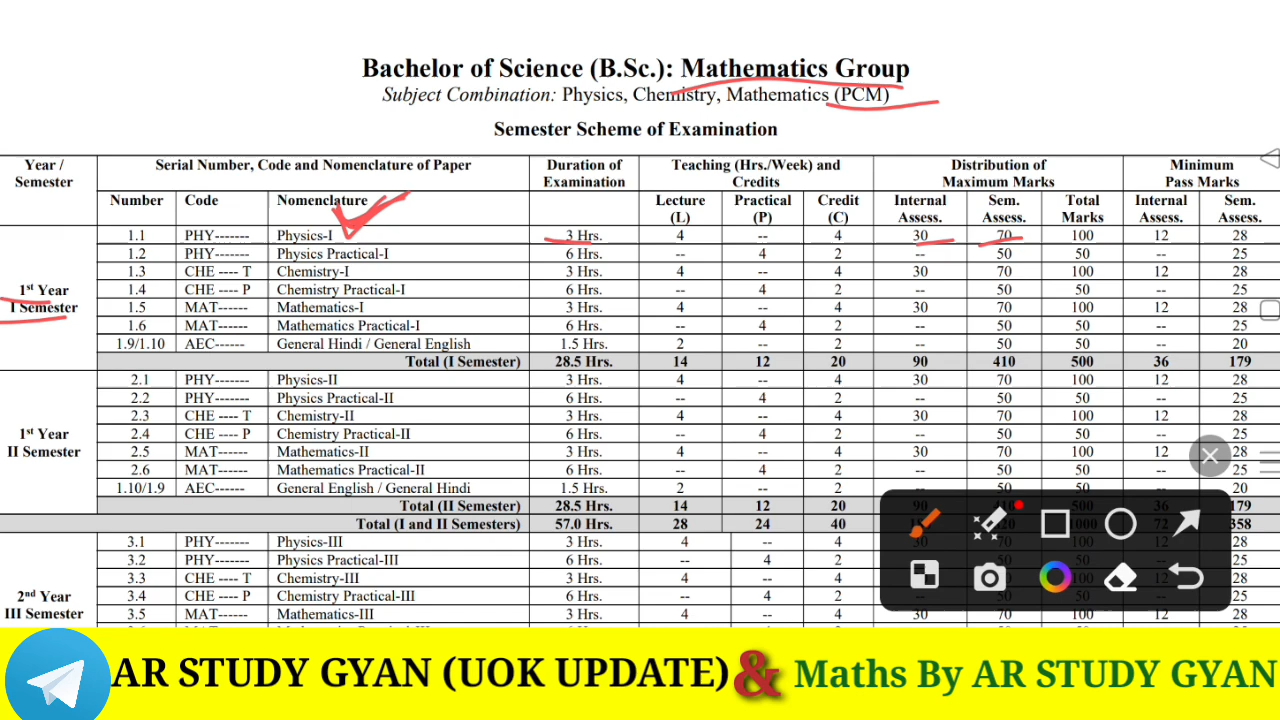 Bachelor of Science (B.Sc.): Mathematics Group
Subject Combination: Physics, Chemistry, Mathematics (PCM)
Semester Scheme of Examination
Year / Semester | Serial Number, Code and Nomenclature of Paper | Duration of Examination | Teaching (Hrs./Week) and Credits | Distribution of Maximum Marks | Minimum Pass Marks
Number | Code | Nomenclature | Lecture (L) | Practical (P) | Credit (C) | Internal Assess. | Sem. Assess. | Total Marks | Internal Assess. | Sem. Assess.
1st Year I Semester
1.1 PHY------- Physics-I 3 Hrs. 4 -- 4 30 70 100 12 28
1.2 PHY------- Physics Practical-I 6 Hrs. -- 4 2 -- 50 50 -- 25
1.3 CHE ---- T Chemistry-I 3 Hrs. 4 -- 4 30 70 100 12 28
1.4 CHE ---- P Chemistry Practical-I 6 Hrs. -- 4 2 -- 50 50 -- 25
1.5 MAT------ Mathematics-I 3 Hrs. 4 -- 4 30 70 100 12 28
1.6 MAT------ Mathematics Practical-I 6 Hrs. -- 4 2 -- 50 50 -- 25
1.9/1.10 AEC------ General Hindi / General English 1.5 Hrs. 2 -- 2 -- 50 50 -- 20
Total (I Semester) 28.5 Hrs. 14 12 20 90 410 500 36 179
1st Year II Semester
2.1 PHY------- Physics-II 3 Hrs. 4 -- 4 30 70 100 12 28
2.2 PHY------- Physics Practical-II 6 Hrs. -- 4 2 -- 50 50 -- 25
2.3 CHE ---- T Chemistry-II 3 Hrs. 4 -- 4 30 70 100 12 28
2.4 CHE ---- P Chemistry Practical-II 6 Hrs. -- 4 2 -- 50 50 -- 25
2.5 MAT------ Mathematics-II 3 Hrs. 4 -- 4 30 70 100 12 28
2.6 MAT------ Mathematics Practical-II 6 Hrs. -- 4 2 -- 50 50 -- 25
1.10/1.9 AEC------ General English / General Hindi 1.5 Hrs. 2 -- 2 -- 50 50 -- 20
Total (II Semester) 28.5 Hrs. 14 12 20 90 410 500 36 179
Total (I and II Semesters) 57.0 Hrs. 28 24 40 1000 72 358
2nd Year III Semester
3.1 PHY------- Physics-III 3 Hrs. 4 -- 4 30 100 28
3.2 PHY------- Physics Practical-III 6 Hrs. -- 4 2 25
3.3 CHE ---- T Chemistry-III 3 Hrs. 4 -- 4 100 28
3.4 CHE ---- P Chemistry Practical-III 6 Hrs. -- 4 2 50 25
3.5 MAT------ Mathematics-III 3 Hrs. 4 -- 4 30 70 100 12 28
AR STUDY GYAN (UOK UPDATE) & Maths By AR STUDY GYAN